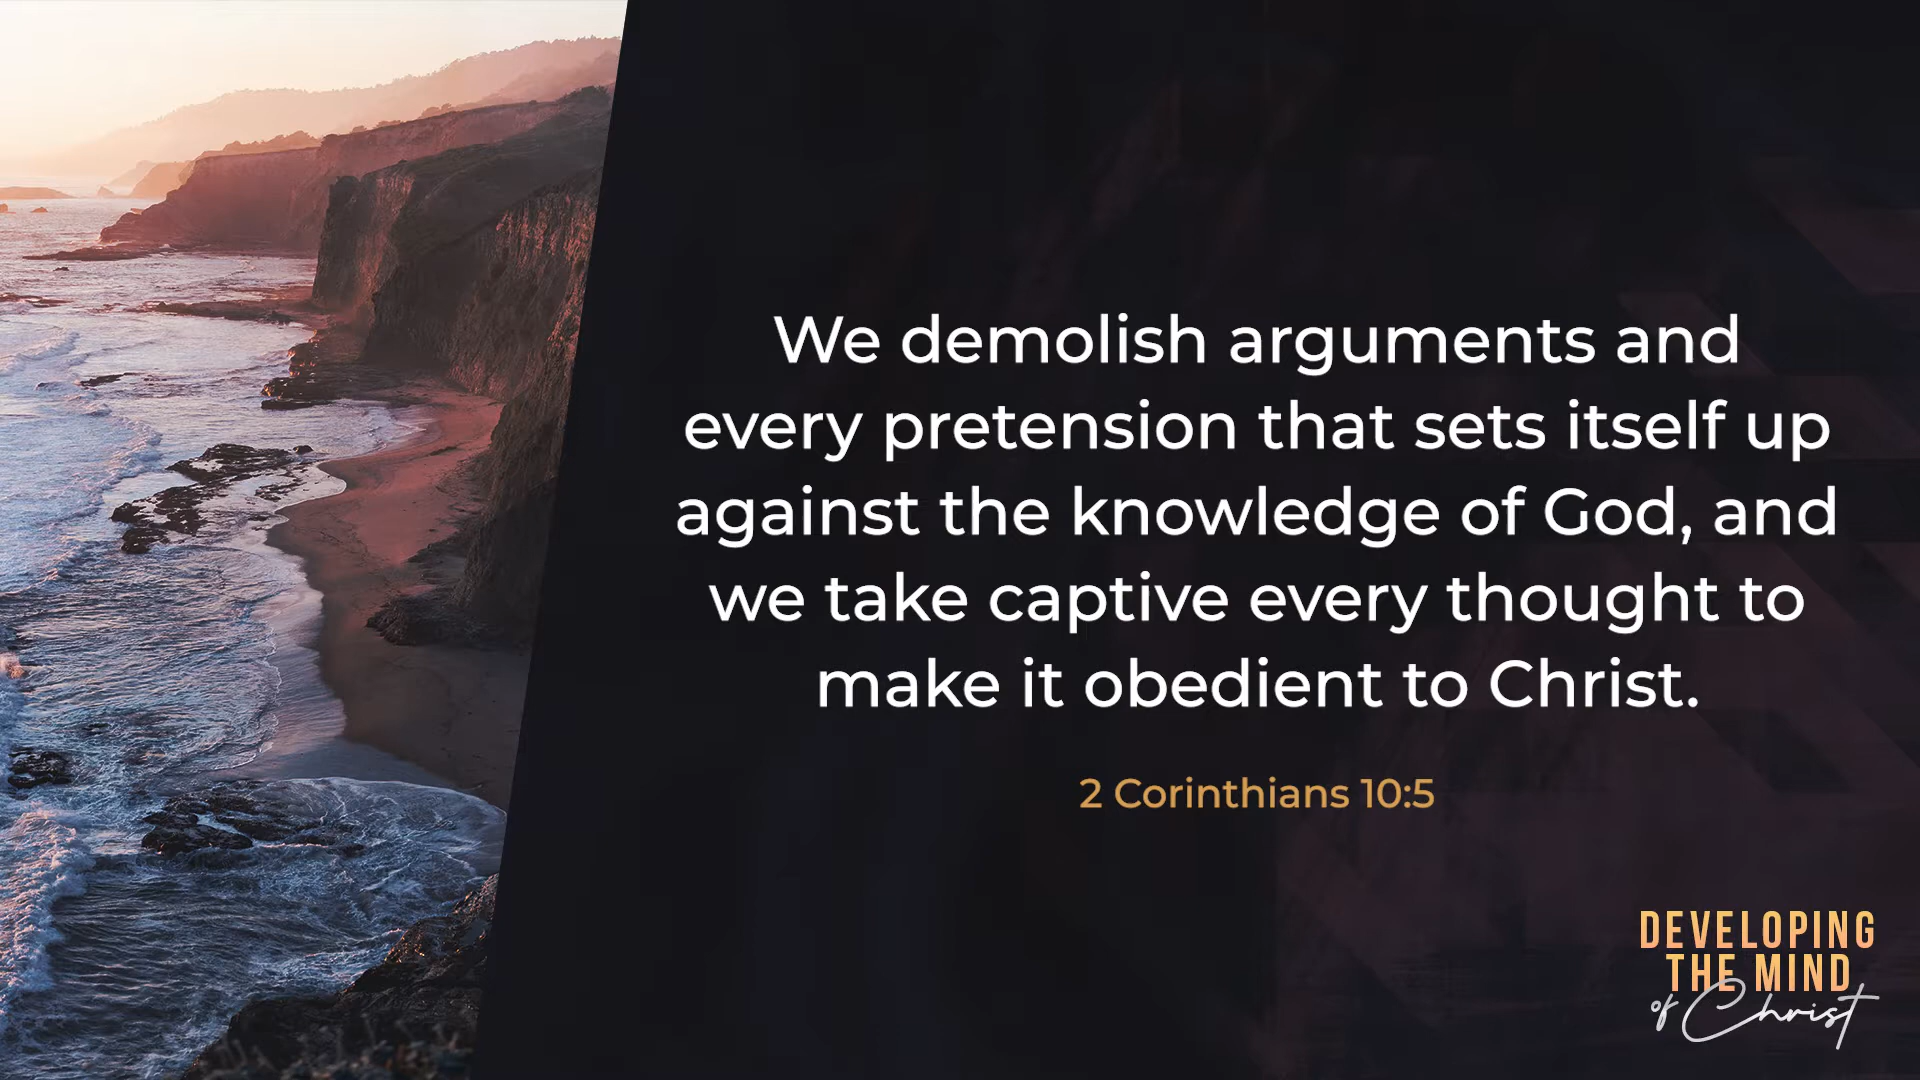 We demolish arguments and
every pretension that sets itself up
against the knowledge of God, and
we take captive every thought to
make it obedient to Christ.
2 Corinthians 10:5
DEVELOPING
THE MIND
of Christ